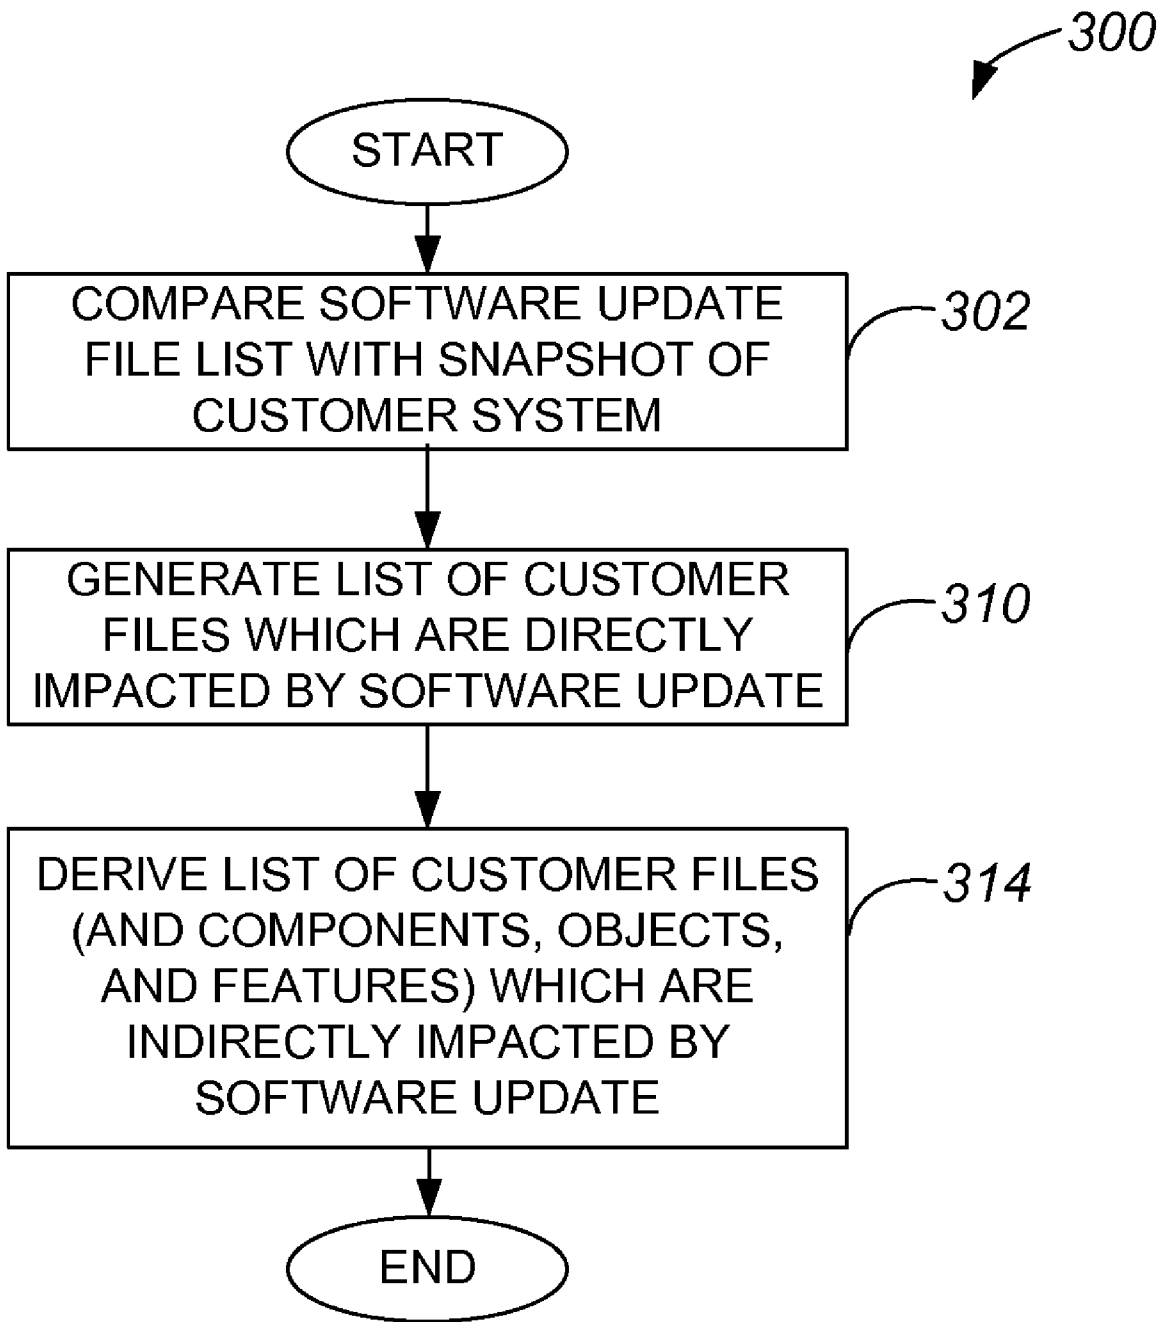 300
START
COMPARE SOFTWARE UPDATE
FILE LIST WITH SNAPSHOT OF
CUSTOMER SYSTEM
302
GENERATE LIST OF CUSTOMER
FILES WHICH ARE DIRECTLY
IMPACTED BY SOFTWARE UPDATE
310
DERIVE LIST OF CUSTOMER FILES
(AND COMPONENTS, OBJECTS,
AND FEATURES) WHICH ARE
INDIRECTLY IMPACTED BY
SOFTWARE UPDATE
314
END